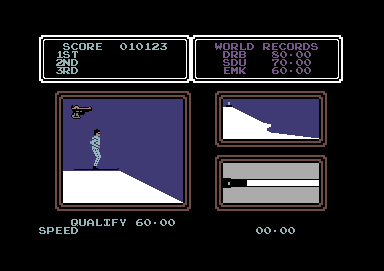 SCORE 010123
1ST
2ND
3RD
WORLD RECORDS
DRB 80.00
SDU 70.00
EMK 60.00
QUALIFY 60.00
SPEED 00.00